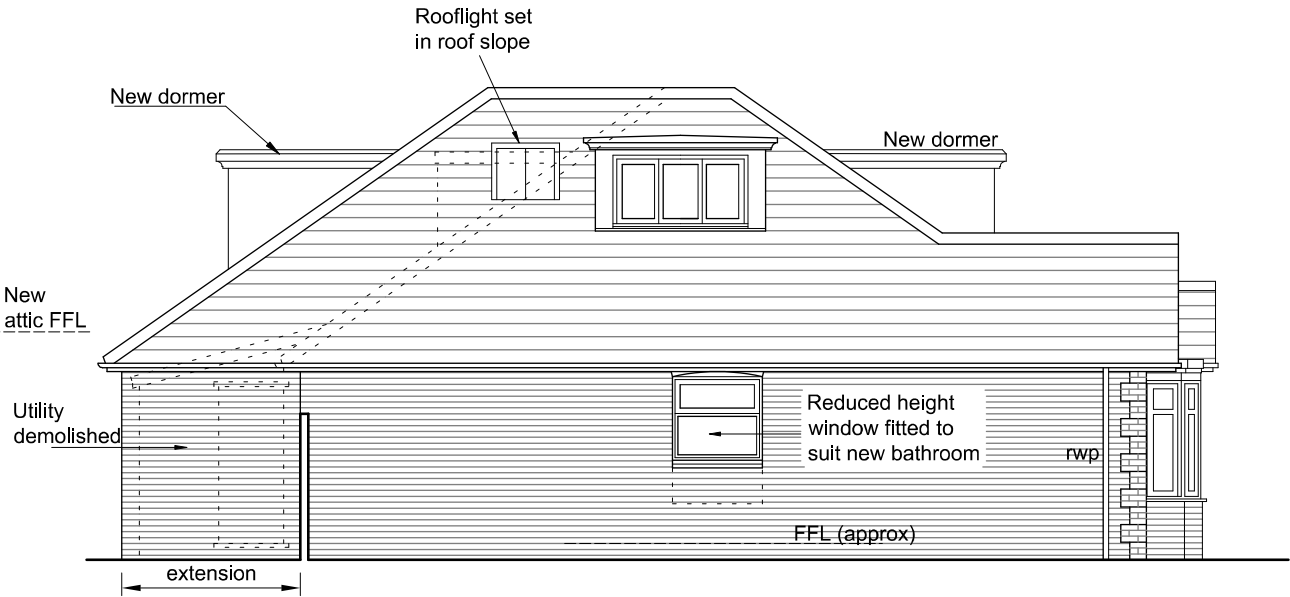 Rooflight set
in roof slope
New dormer
New dormer
New
attic FFL
Utility
demolished
Reduced height
window fitted to
suit new bathroom
rwp
FFL (approx)
extension